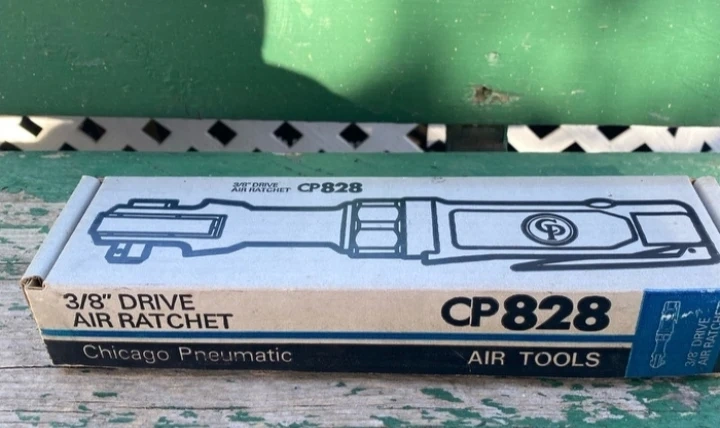 3/8" DRIVE
AIR RATCHET CP828
CP
3/8" DRIVE
AIR RATCHET
CP828
Chicago Pneumatic
AIR TOOLS
3/8" DRIVE
AIR RATCHET